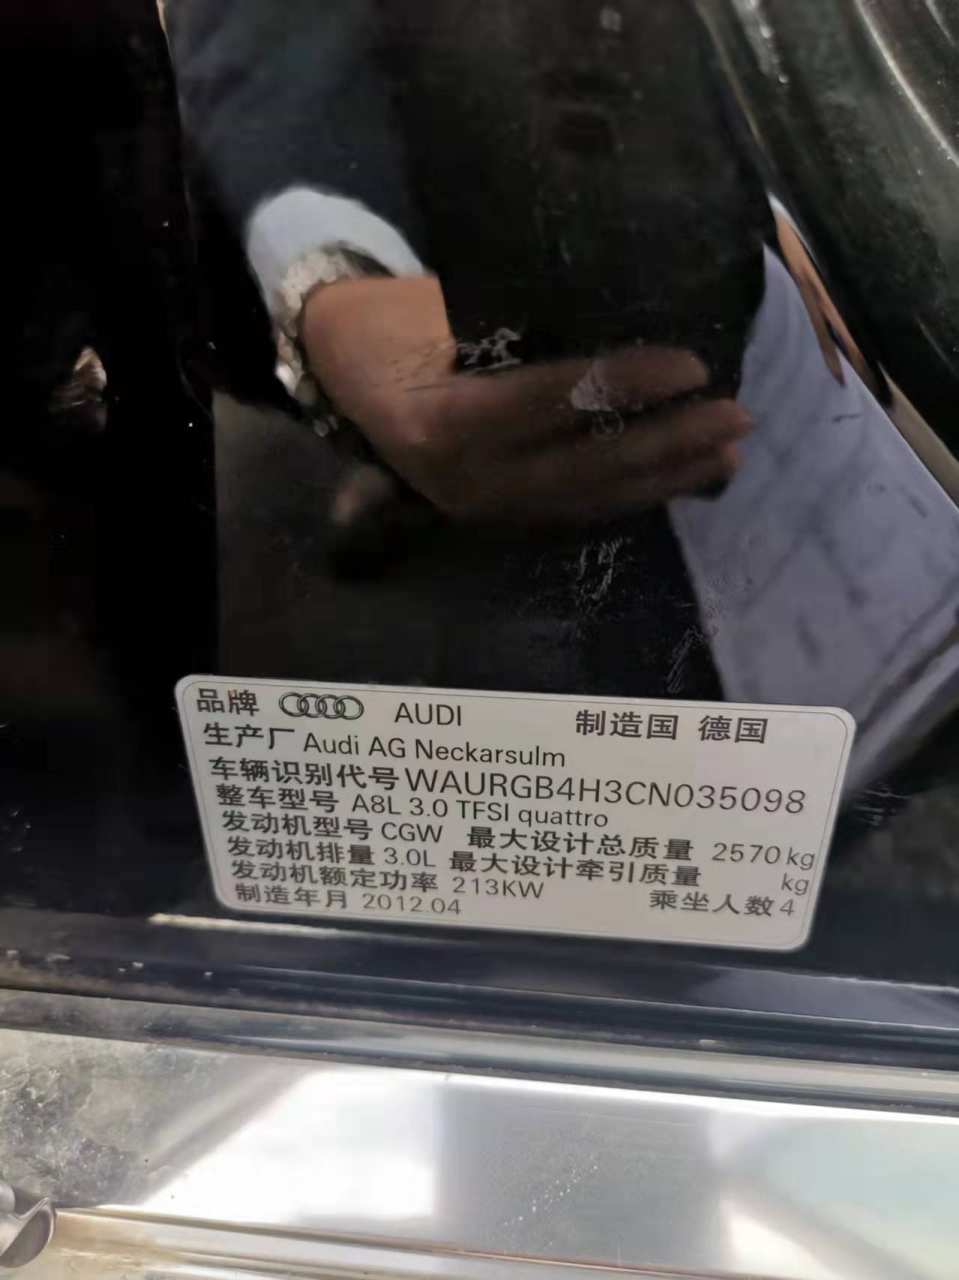 品牌 AUDI 制造国 德国
生产厂 Audi AG Neckarsulm
车辆识别代号 WAURGB4H3CN035098
整车型号 A8L 3.0 TFSI quattro
发动机型号 CGW 最大设计总质量 2570 kg
发动机排量 3.0L 最大设计牵引质量 kg
发动机额定功率 213KW 乘坐人数 4
制造年月 2012.04